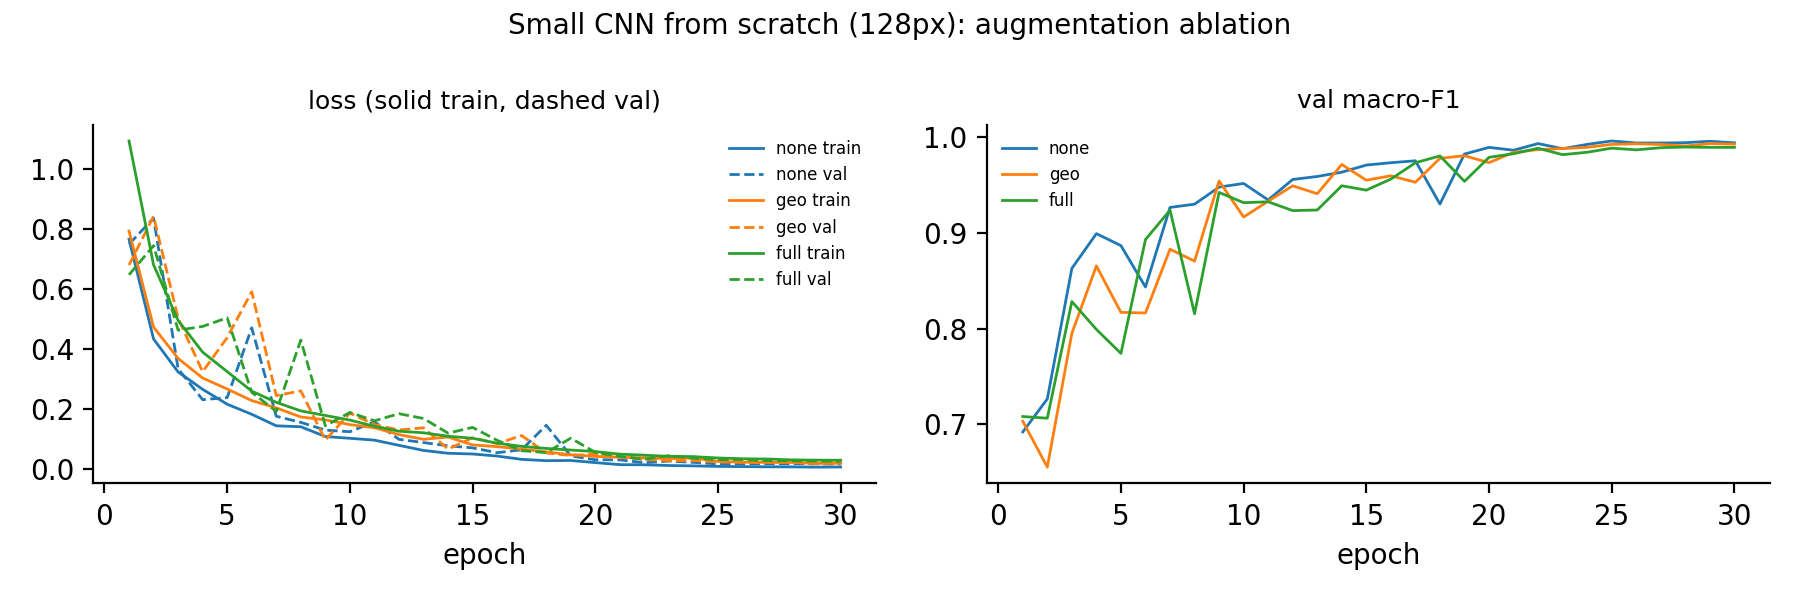 Small CNN from scratch (128px): augmentation ablation
loss (solid train, dashed val)
1.0
0.8
0.6
0.4
0.2
0.0
none train
none val
geo train
geo val
full train
full val
0 5 10 15 20 25 30
epoch
val macro-F1
1.0
0.9
0.8
0.7
none
geo
full
0 5 10 15 20 25 30
epoch